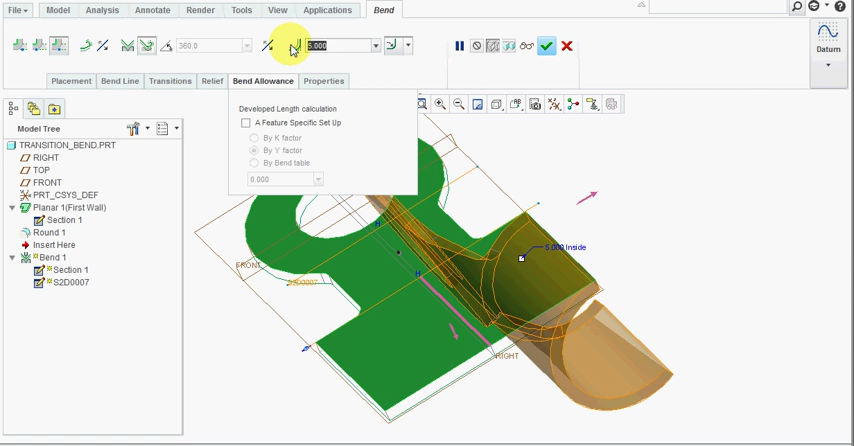 File
Model
Analysis
Annotate
Render
Tools
View
Applications
Bend
360.0
5.000
Datum
Placement
Bend Line
Transitions
Relief
Bend Allowance
Properties
Developed Length calculation
A Feature Specific Set Up
By K factor
By Y factor
By Bend table
0.000
Model Tree
TRANSITION_BEND.PRT
RIGHT
TOP
FRONT
PRT_CSYS_DEF
Planar 1(First Wall)
Section 1
Round 1
Insert Here
Bend 1
Section 1
S2D0007
H
5.000 Inside
FRONT
H
S2D0007
RIGHT